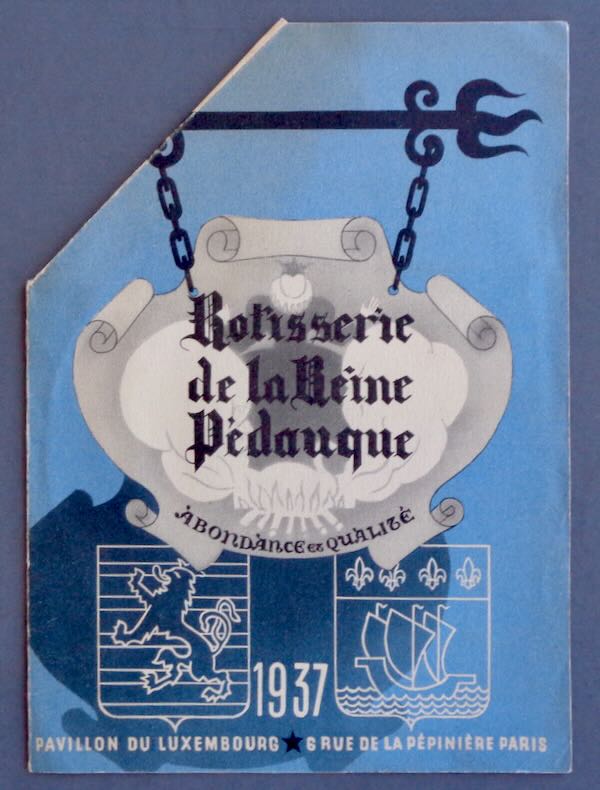 Rotisserie
de la Reine
Pédauque
ABONDANCE et QUALITÉ
1937
PAVILLON DU LUXEMBOURG ★ 6 RUE DE LA PÉPINIÈRE PARIS